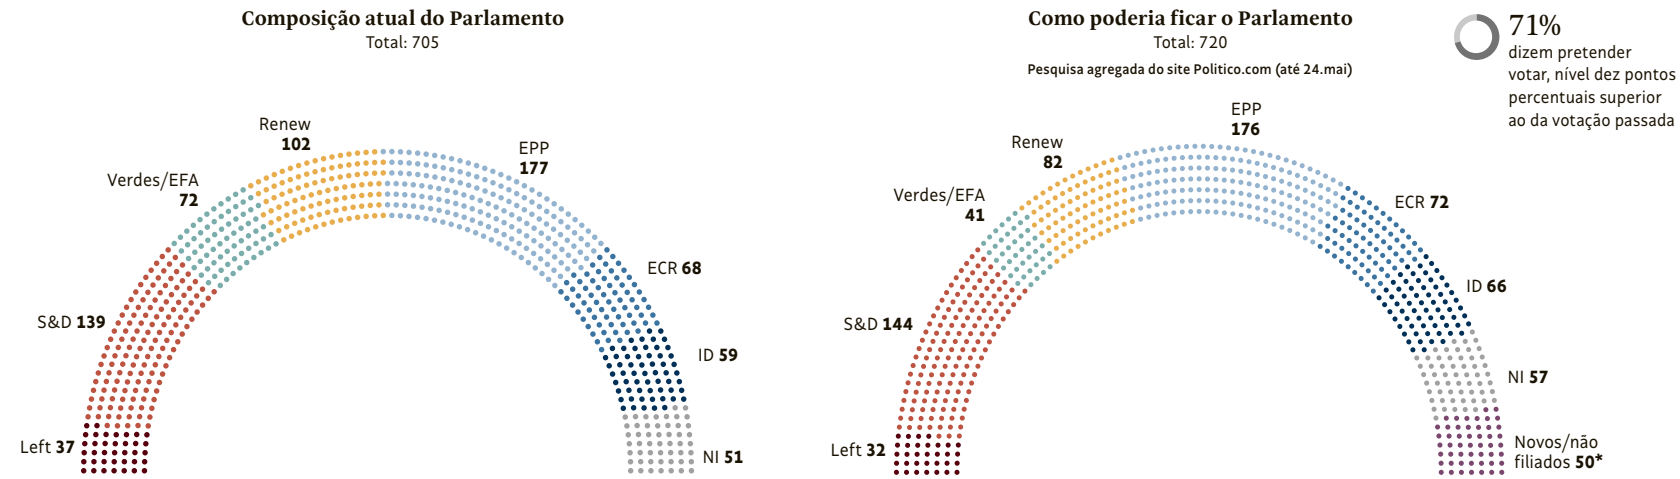 Composição atual do Parlamento
Total: 705
Renew
102
EPP
177
Verdes/EFA
72
ECR 68
S&D 139
ID 59
Left 37
NI 51
Como poderia ficar o Parlamento
Total: 720
Pesquisa agregada do site Politico.com (até 24.mai)
EPP
176
Renew
82
Verdes/EFA
41
ECR 72
ID 66
S&D 144
NI 57
Left 32
Novos/não
filiados 50*
71%
dizem pretender
votar, nível dez pontos
percentuais superior
ao da votação passada